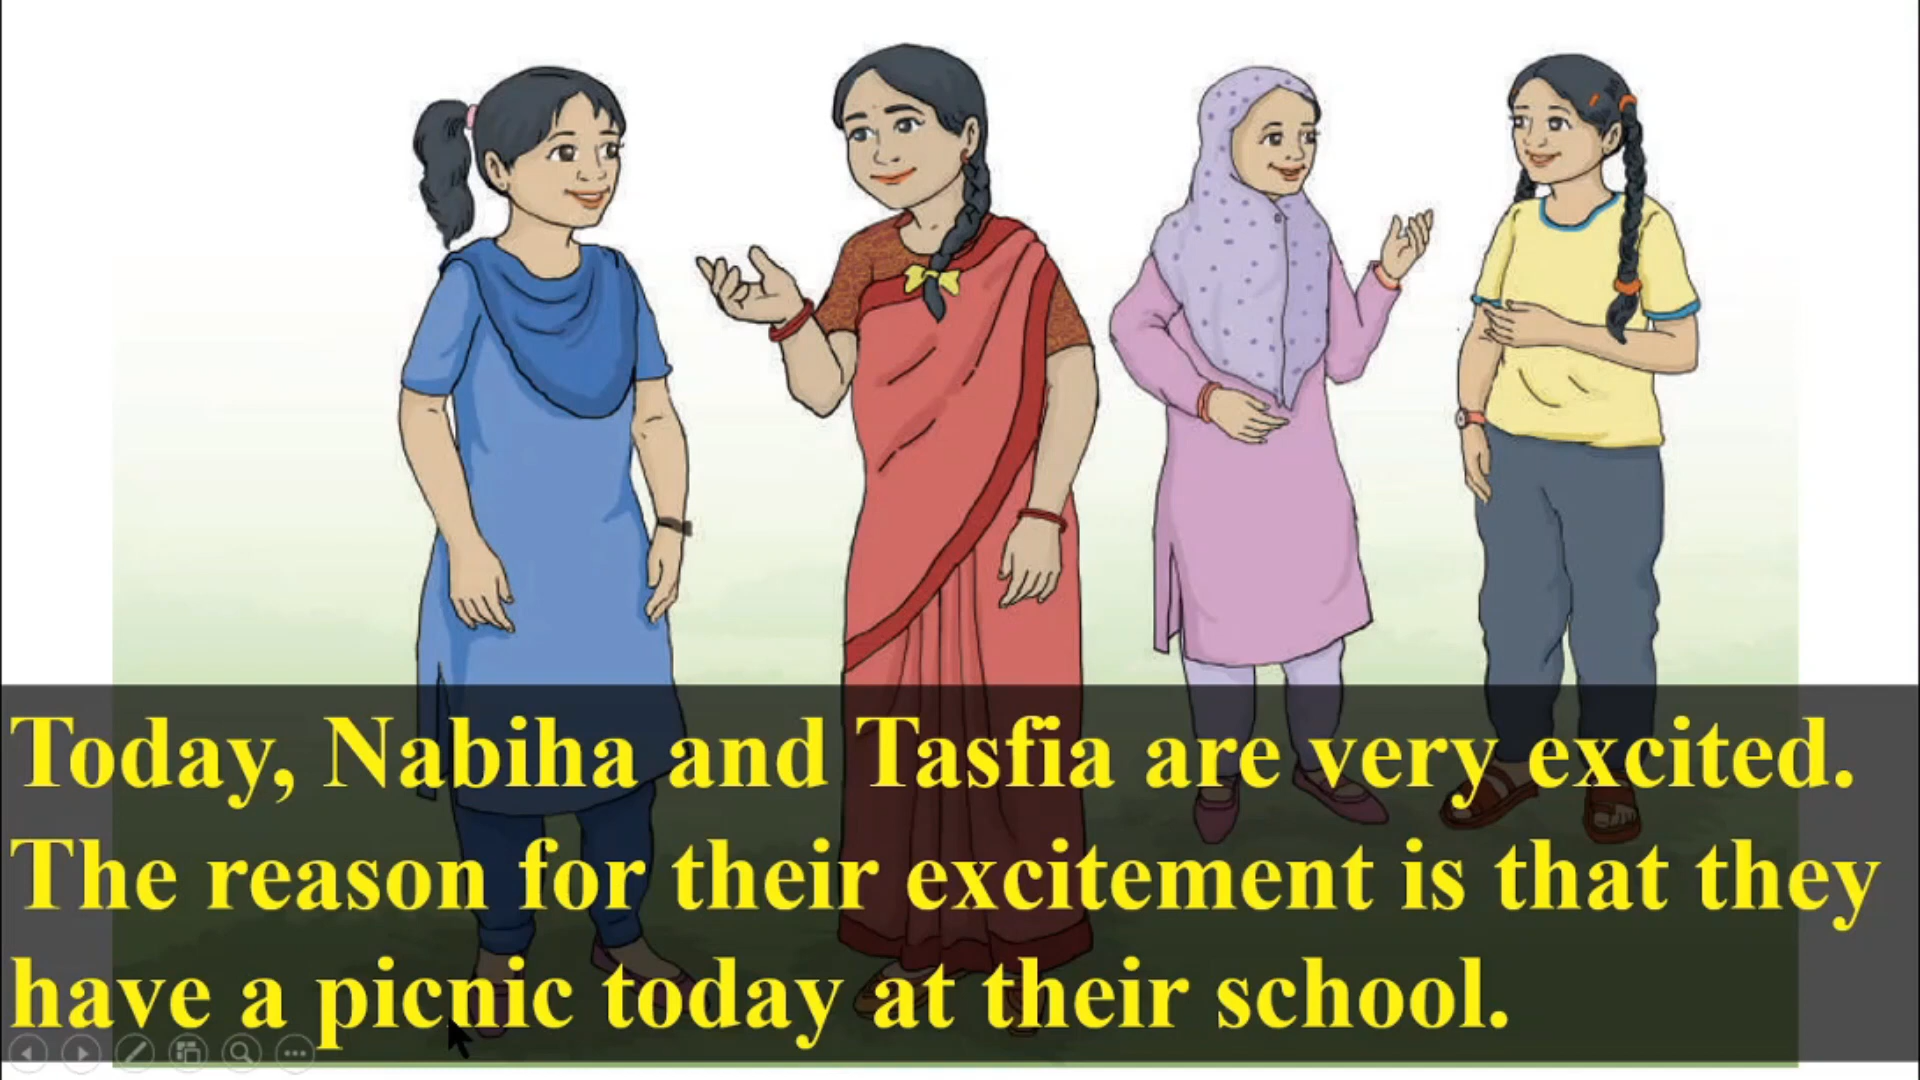 Today, Nabiha and Tasfia are very excited.
The reason for their excitement is that they
have a picnic today at their school.